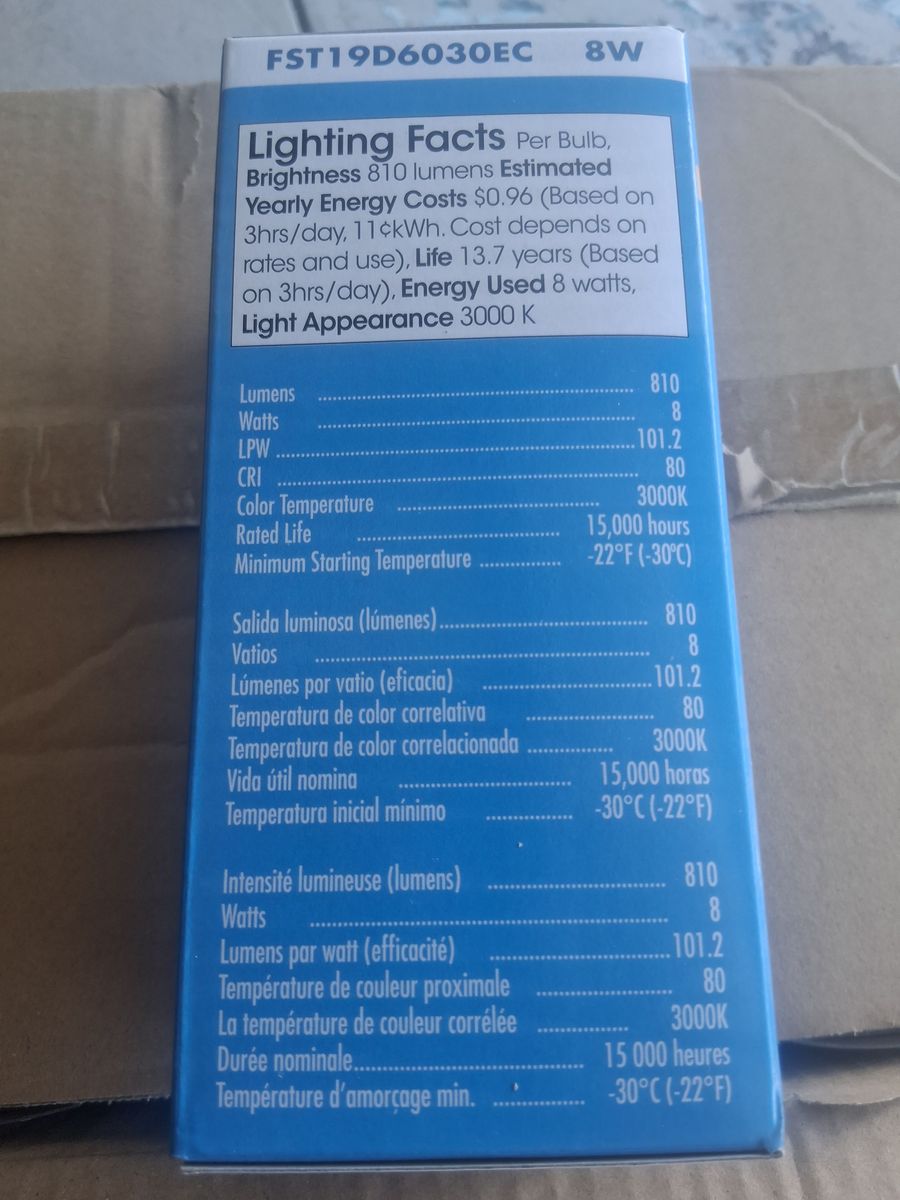 FST19D6030EC 8W
Lighting Facts Per Bulb,
Brightness 810 lumens Estimated
Yearly Energy Costs $0.96 (Based on
3hrs/day, 11¢kWh. Cost depends on
rates and use), Life 13.7 years (Based
on 3hrs/day), Energy Used 8 watts,
Light Appearance 3000 K
Lumens ........ 810
Watts ........ 8
LPW ........ 101.2
CRI ........ 80
Color Temperature ........ 3000K
Rated Life ........ 15,000 hours
Minimum Starting Temperature ........ -22°F (-30°C)
Salida luminosa (lúmenes) ........ 810
Vatios ........ 8
Lúmenes por vatio (eficacia) ........ 101.2
Temperatura de color correlativa ........ 80
Temperatura de color correlacionada ........ 3000K
Vida útil nomina ........ 15,000 horas
Temperatura inicial mínimo ........ -30°C (-22°F)
Intensité lumineuse (lumens) ........ 810
Watts ........ 8
Lumens par watt (efficacité) ........ 101.2
Température de couleur proximale ........ 80
La température de couleur corrélée ........ 3000K
Durée nominale ........ 15 000 heures
Température d'amorçage min. ........ -30°C (-22°F)